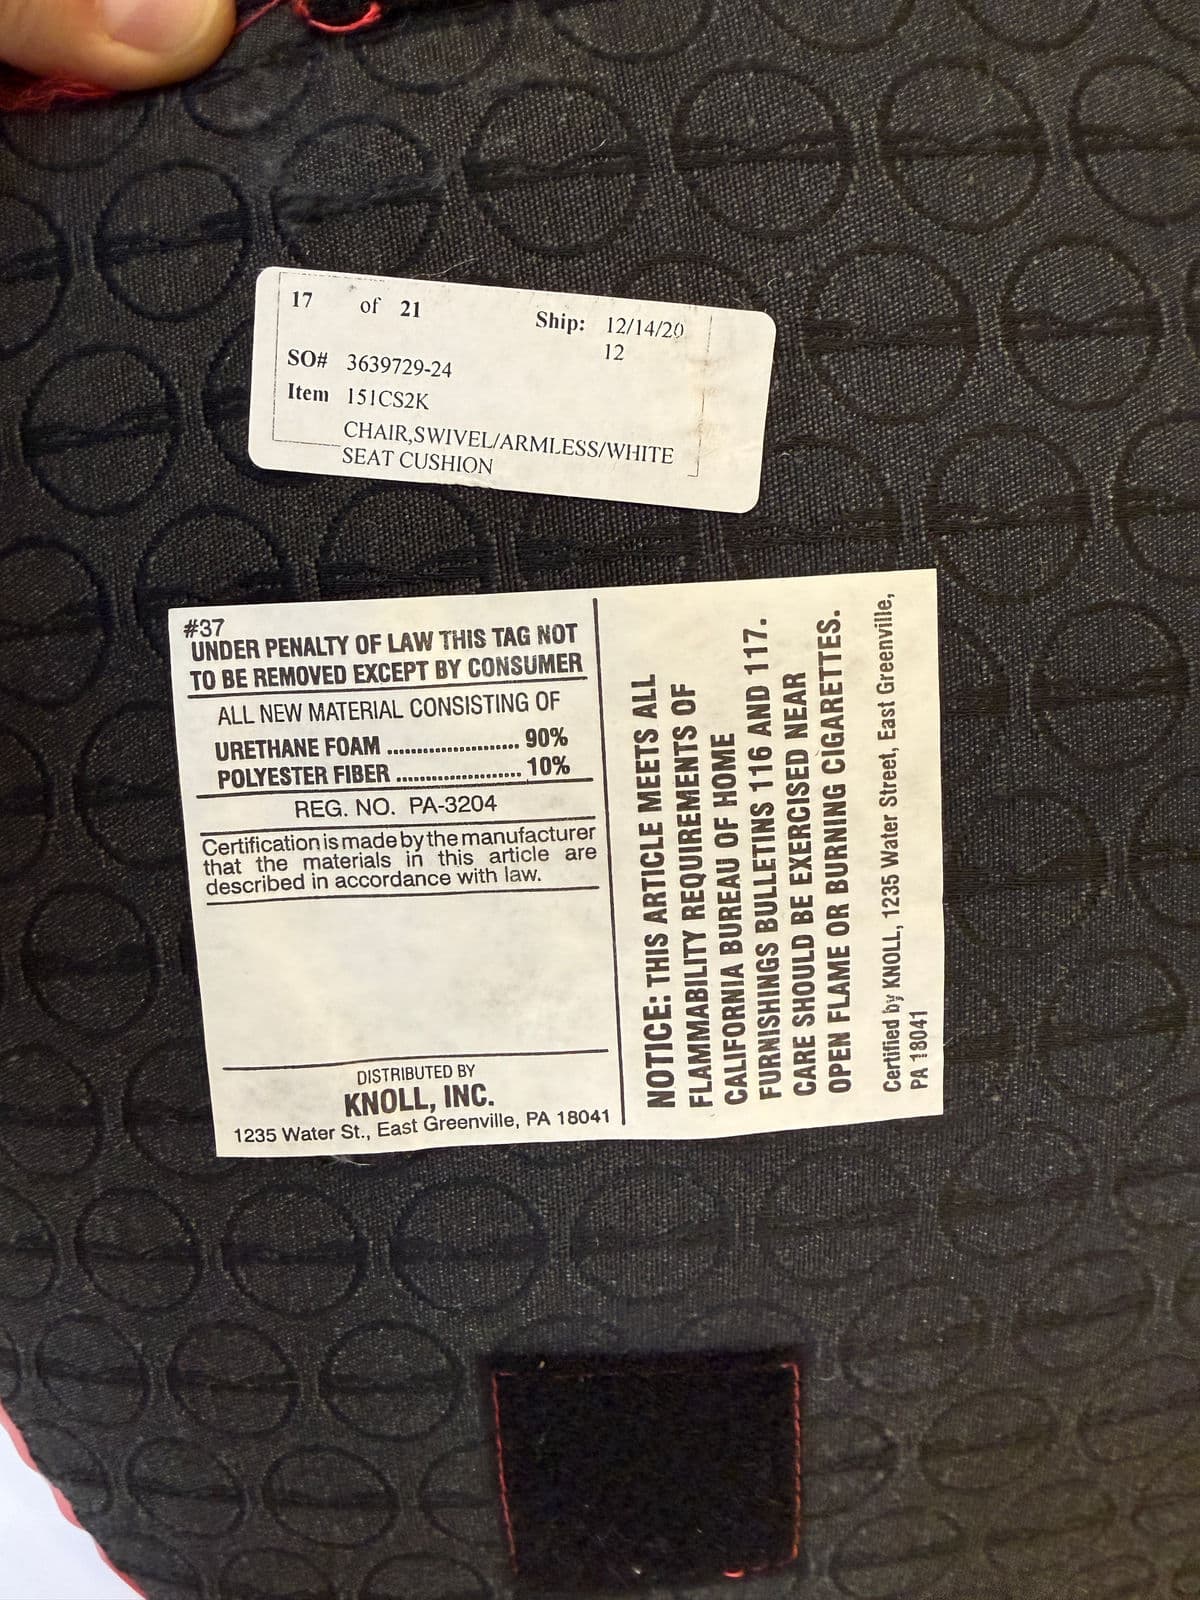 17 of 21 Ship: 12/14/20
12
SO# 3639729-24
Item 151CS2K
CHAIR,SWIVEL/ARMLESS/WHITE
SEAT CUSHION
#37
UNDER PENALTY OF LAW THIS TAG NOT
TO BE REMOVED EXCEPT BY CONSUMER
ALL NEW MATERIAL CONSISTING OF
URETHANE FOAM ........................ 90%
POLYESTER FIBER ....................... 10%
REG. NO. PA-3204
Certification is made by the manufacturer
that the materials in this article are
described in accordance with law.
DISTRIBUTED BY
KNOLL, INC.
1235 Water St., East Greenville, PA 18041
NOTICE: THIS ARTICLE MEETS ALL
FLAMMABILITY REQUIREMENTS OF
CALIFORNIA BUREAU OF HOME
FURNISHINGS BULLETINS 116 AND 117.
CARE SHOULD BE EXERCISED NEAR
OPEN FLAME OR BURNING CIGARETTES.
Certified by KNOLL, 1235 Water Street, East Greenville,
PA 18041